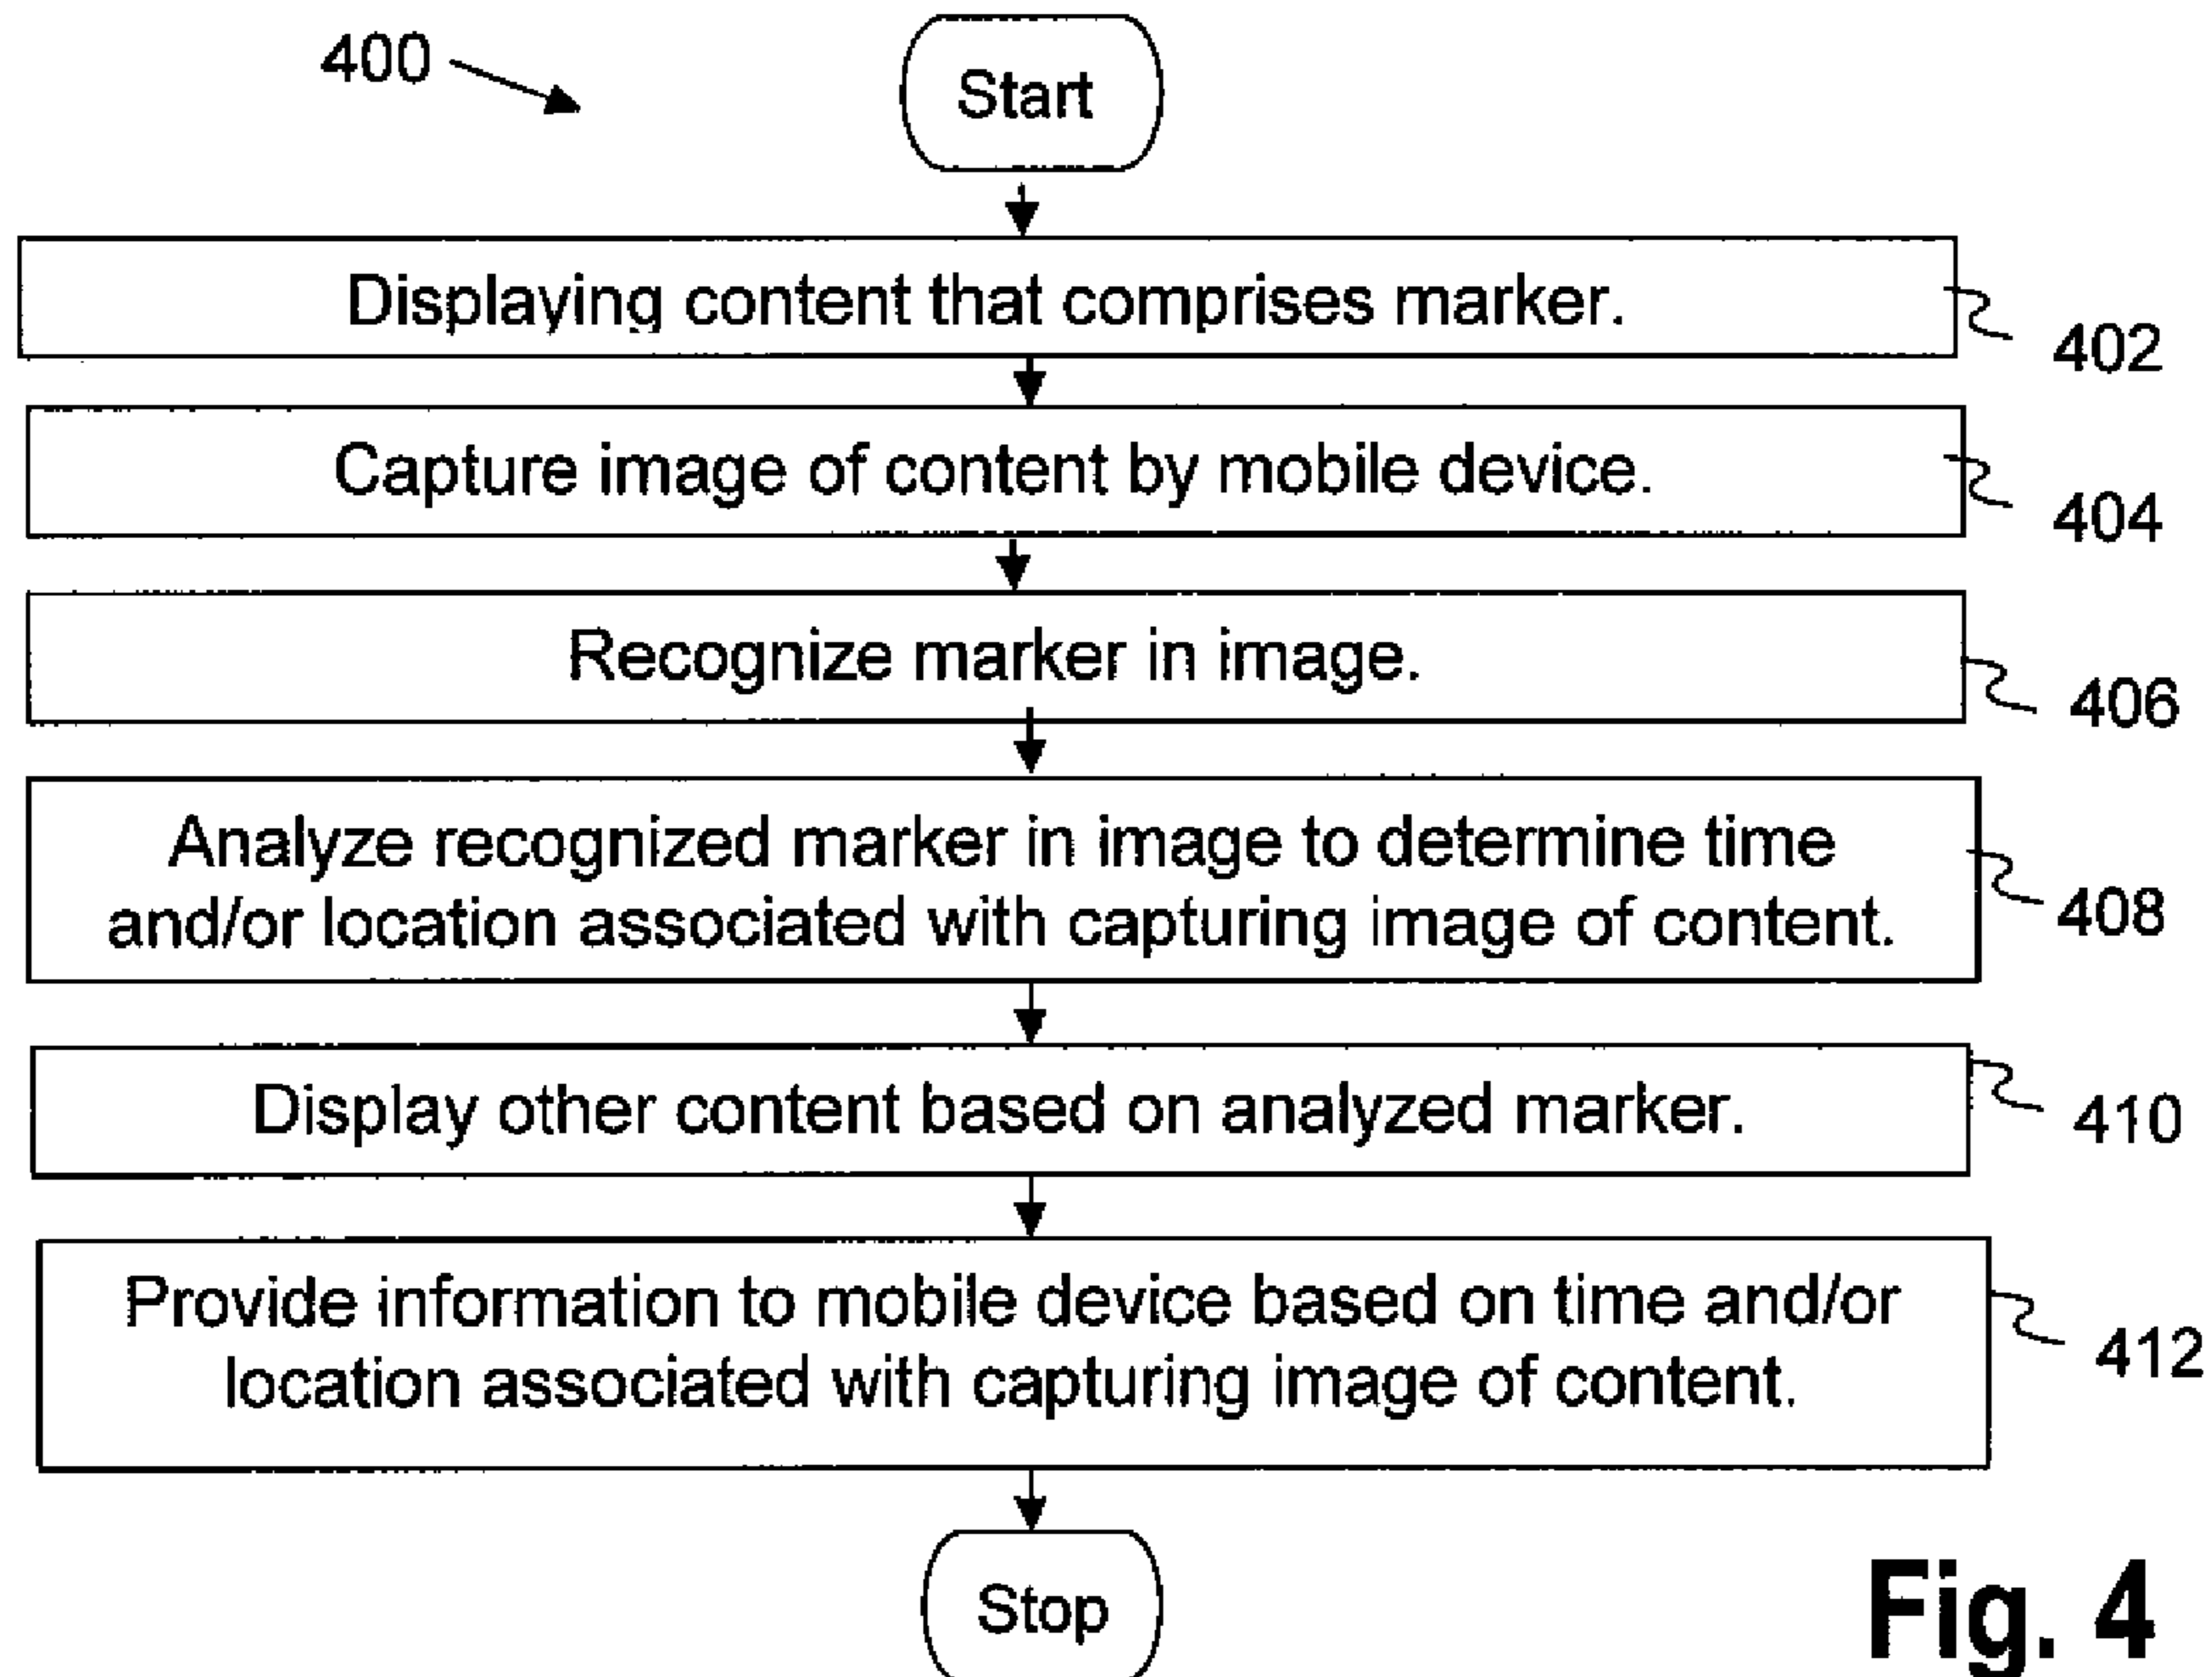 400
Start
Displaying content that comprises marker.
402
Capture image of content by mobile device.
404
Recognize marker in image.
406
Analyze recognized marker in image to determine time
and/or location associated with capturing image of content.
408
Display other content based on analyzed marker.
410
Provide information to mobile device based on time and/or
location associated with capturing image of content.
412
Stop
Fig. 4